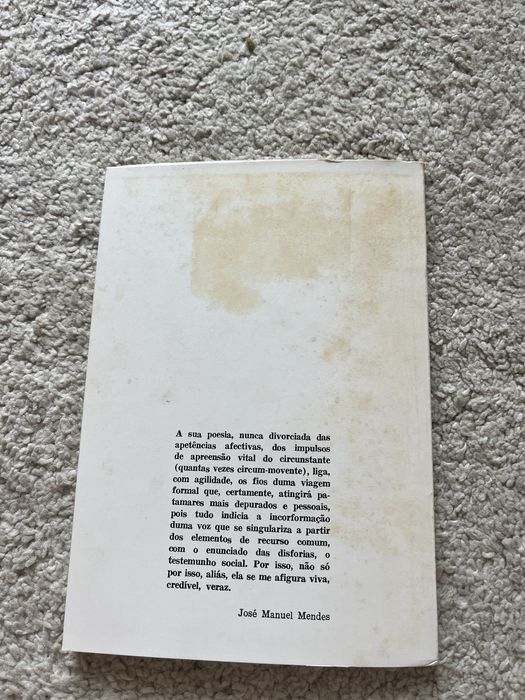 A sua poesia, nunca divorciada das
apetências afectivas, dos impulsos
de apreensão vital do circunstante
(quantas vezes circum-movente), liga,
com agilidade, os fios duma viagem
formal que, certamente, atingirá pa-
tamares mais depurados e pessoais,
pois tudo indicia a incorformação
duma voz que se singulariza a partir
dos elementos de recurso comum,
com o enunciado das disforias, o
testemunho social. Por isso, não só
por isso, aliás, ela se me afigura viva,
credível, veraz.
José Manuel Mendes